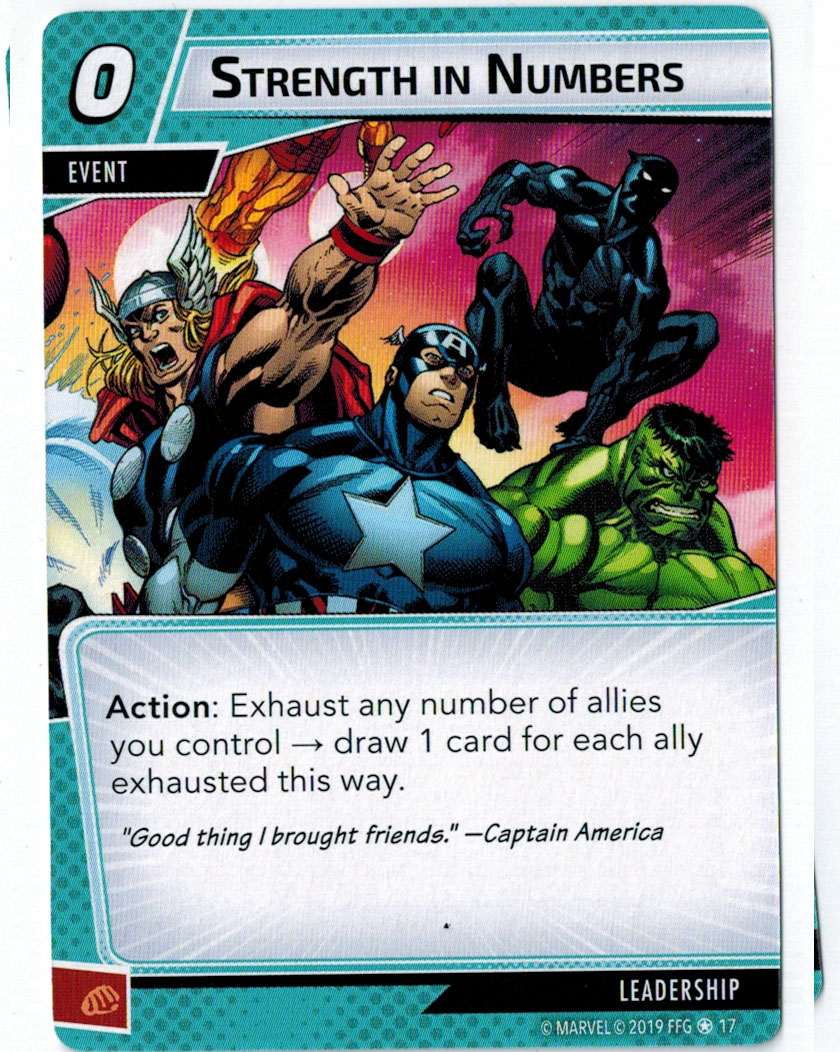 0
STRENGTH IN NUMBERS
EVENT
A
Action: Exhaust any number of allies
you control → draw 1 card for each ally
exhausted this way.
"Good thing I brought friends." —Captain America
LEADERSHIP
© MARVEL © 2019 FFG ✪ 17